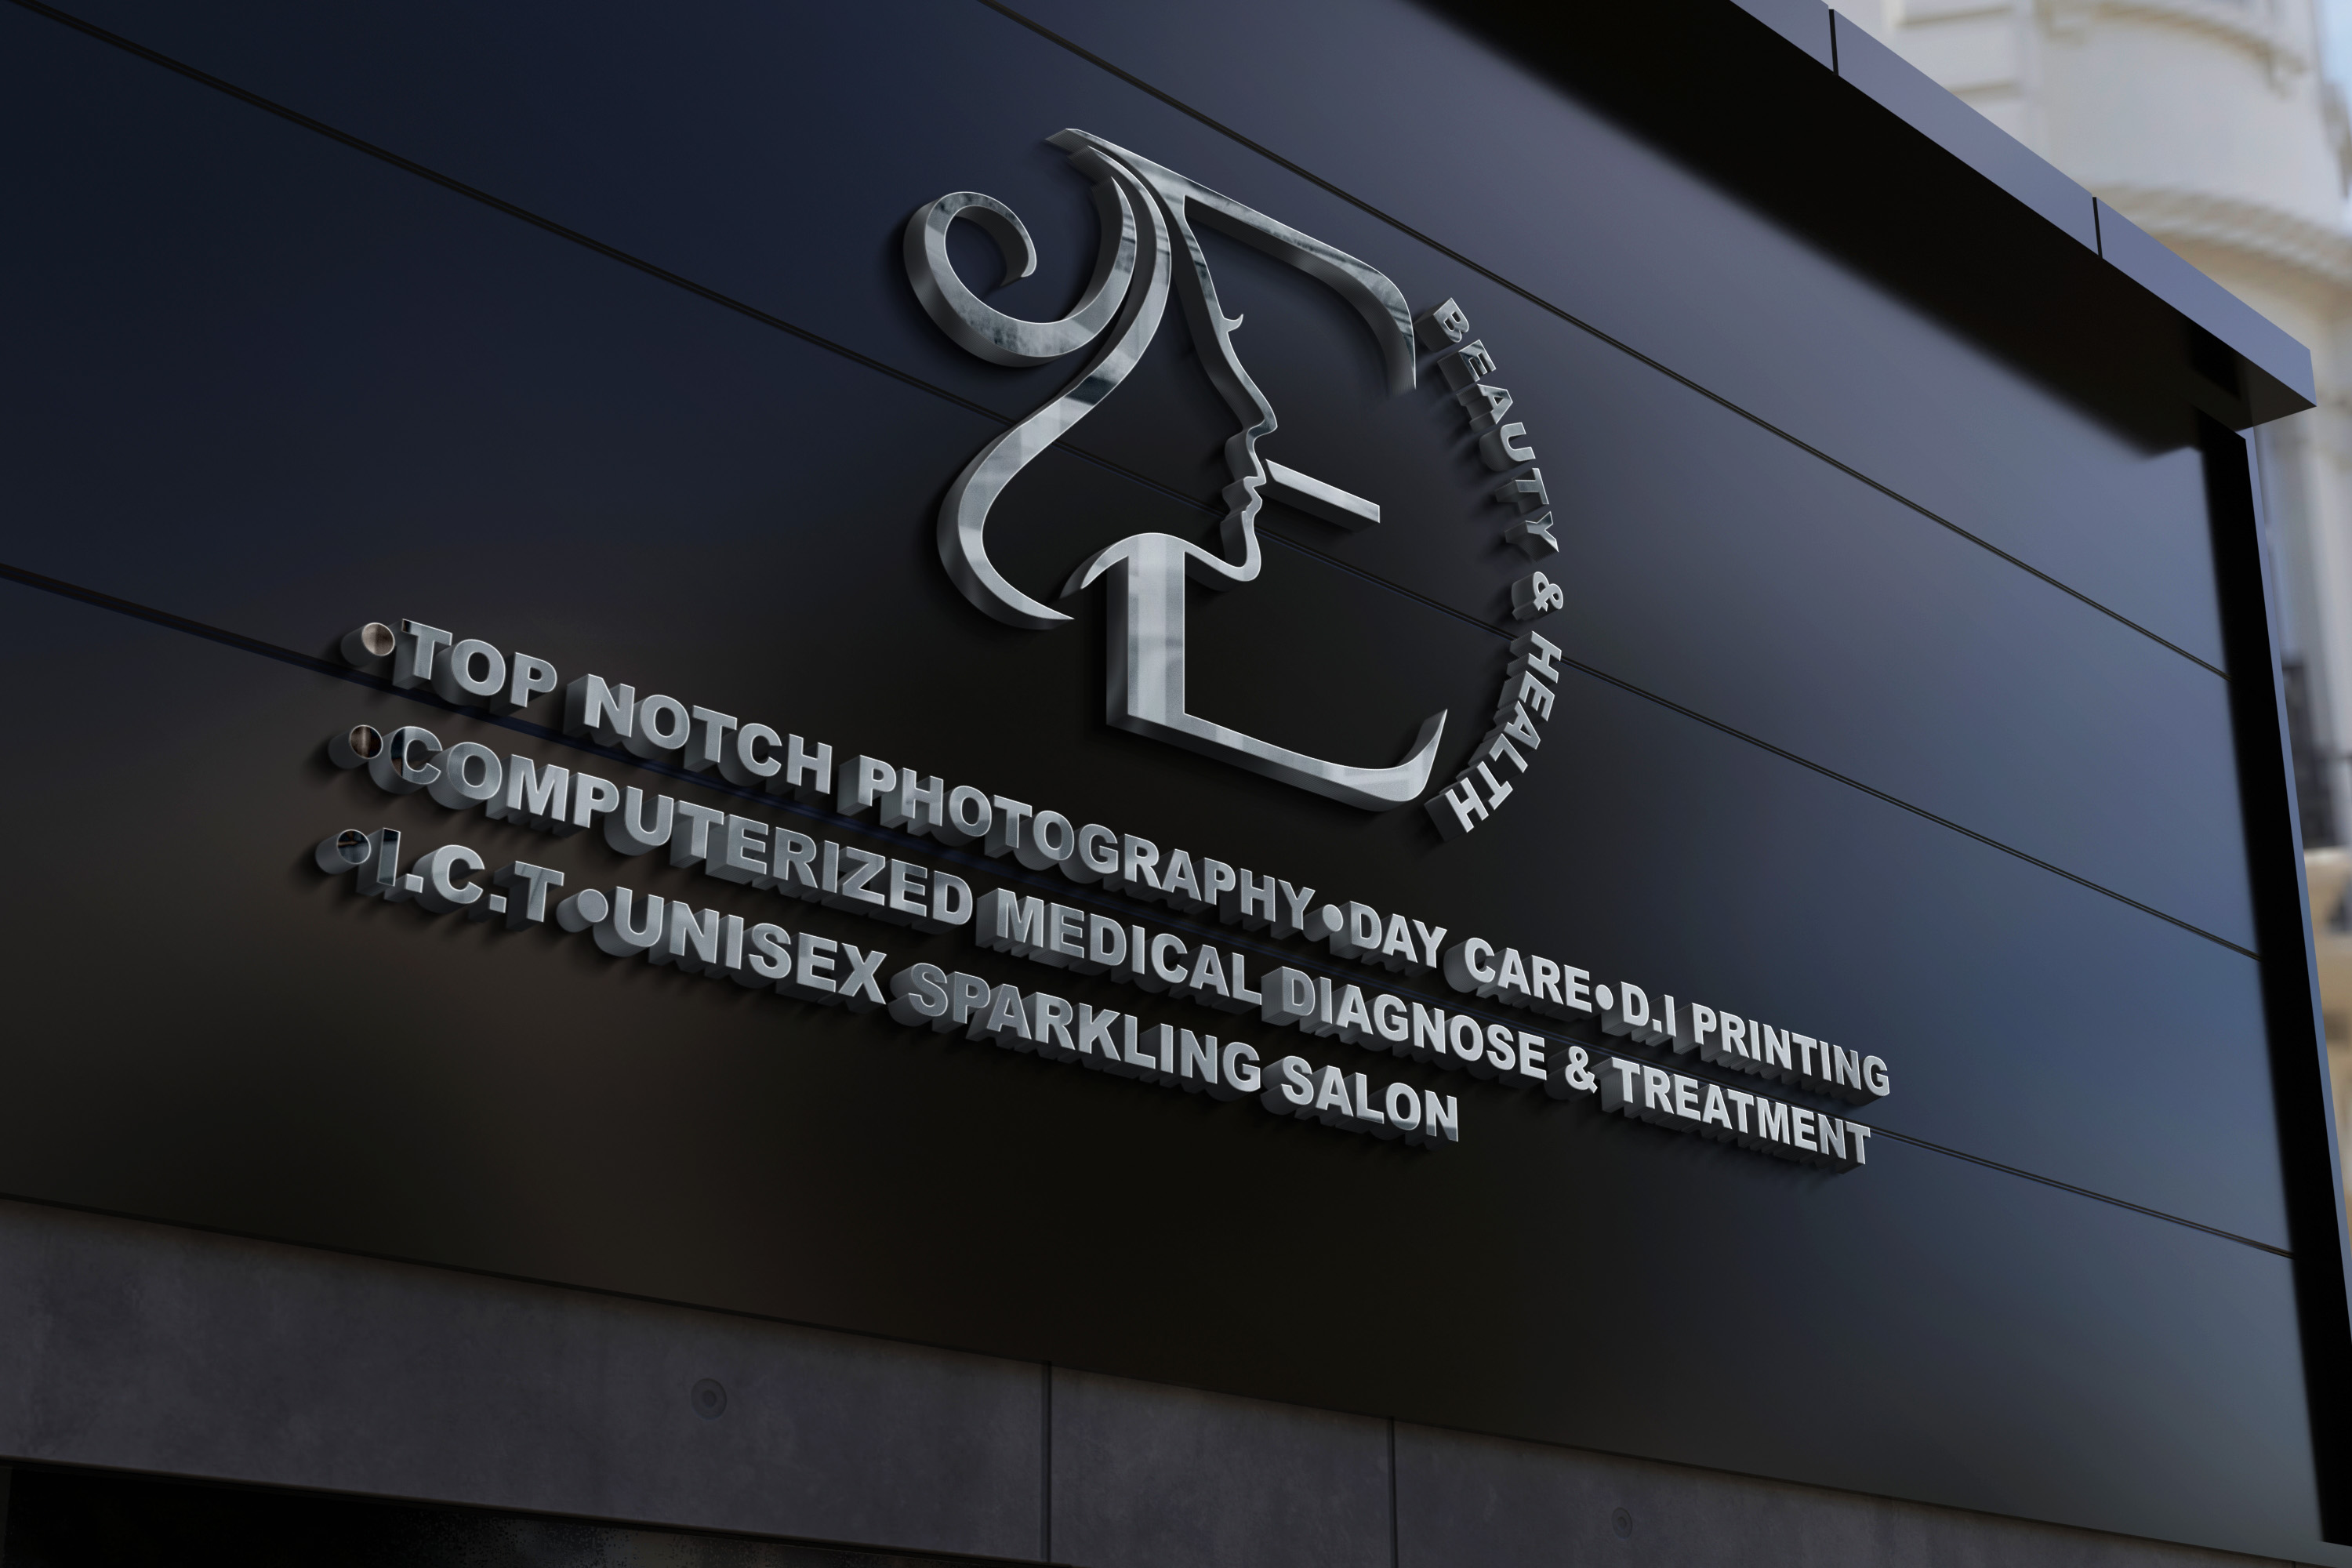 BEAUTY & HEALTH
•TOP NOTCH PHOTOGRAPHY•DAY CARE•D.I PRINTING
•COMPUTERIZED MEDICAL DIAGNOSE & TREATMENT
•I.C.T•UNISEX SPARKLING SALON